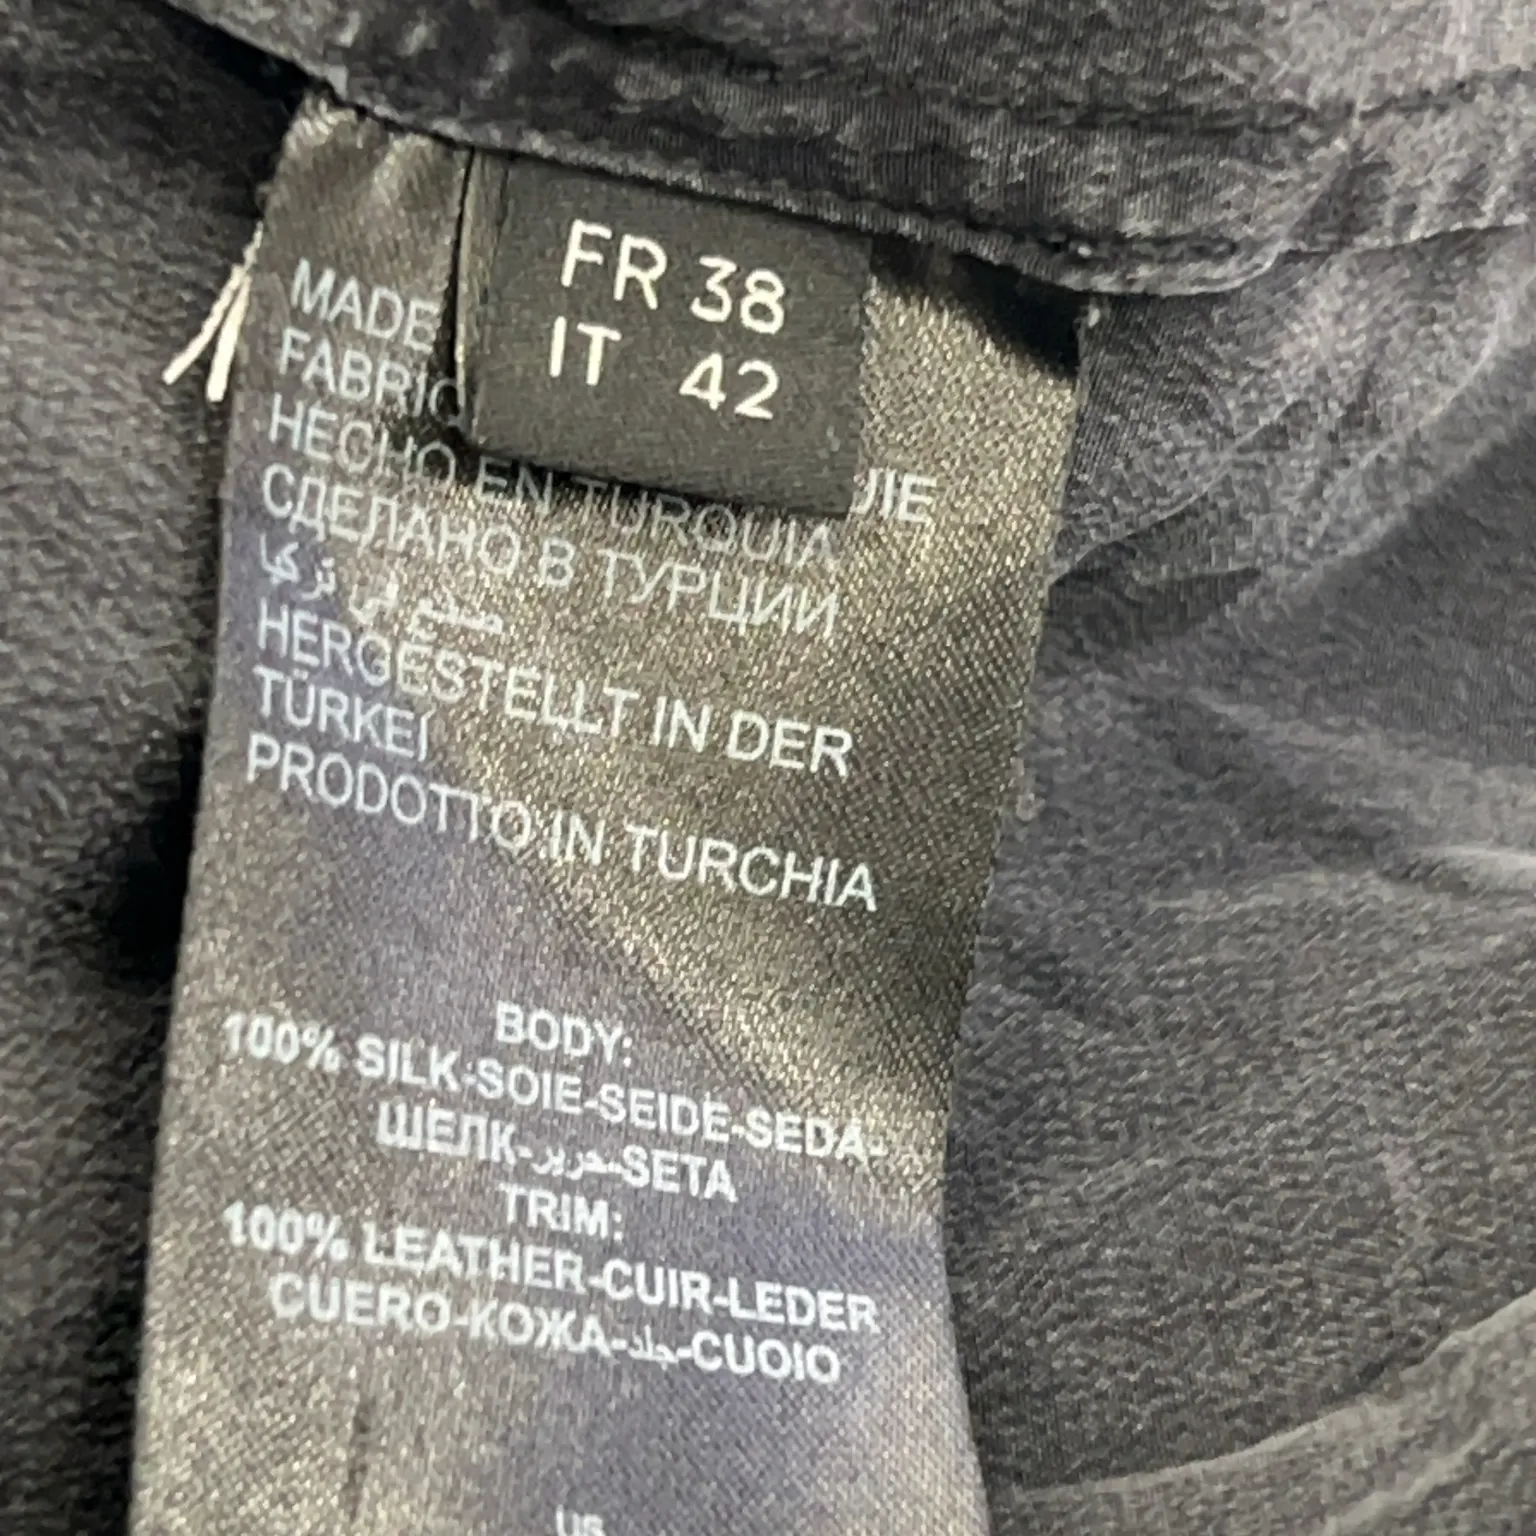 FR 38
IT 42
MADE
FABRIC
UIE
HECHO EN TURQUIA
СДЕЛАНО В ТУРЦИИ
صنع في تركيا
HERGESTELLT IN DER
TÜRKEI
PRODOTTO IN TURCHIA
BODY:
100% SILK-SOIE-SEIDE-SEDA-
ШЕЛК-حرير-SETA
TRIM:
100% LEATHER-CUIR-LEDER
CUERO-КОЖА-جلد-CUOIO
US